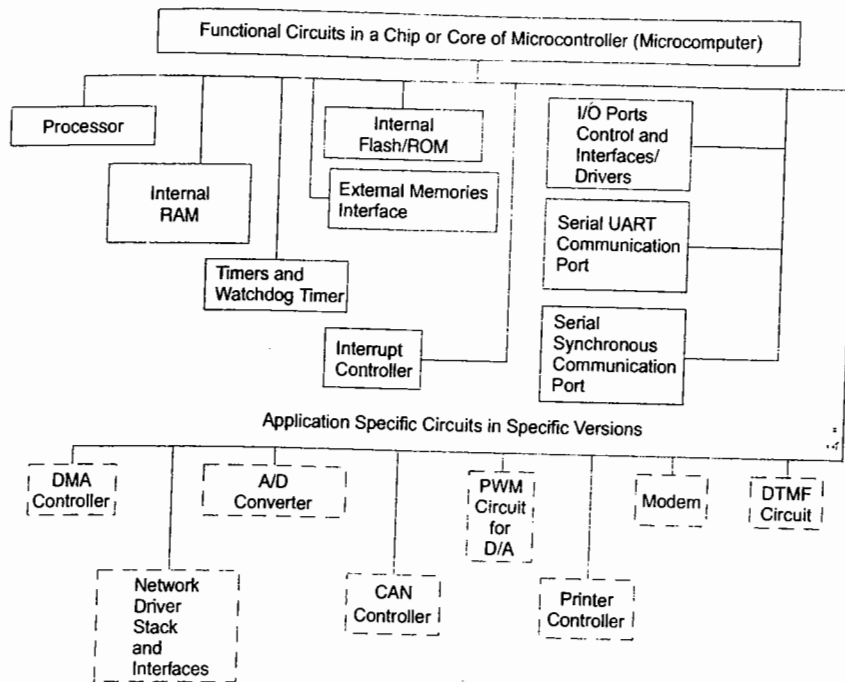 Functional Circuits in a Chip or Core of Microcontroller (Microcomputer)
Processor
Internal
RAM
Timers and
Watchdog Timer
Internal
Flash/ROM
External Memories
Interface
Interrupt
Controller
I/O Ports
Control and
Interfaces/
Drivers
Serial UART
Communication
Port
Serial
Synchronous
Communication
Port
Application Specific Circuits in Specific Versions
DMA
Controller
Network
Driver
Stack
and
Interfaces
A/D
Converter
CAN
Controller
PWM
Circuit
for
D/A
Printer
Controller
Modem
DTMF
Circuit